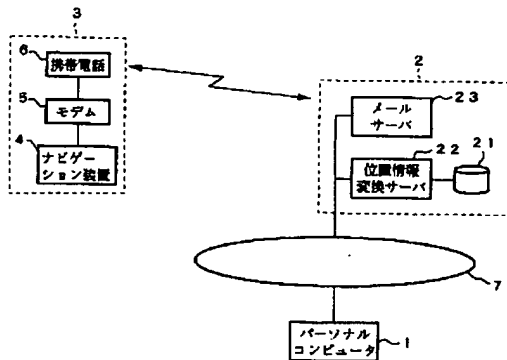 3
6
携帯電話
5
モデム
4
ナビゲー
ション装置
2
23
メール
サーバ
22
21
位置情報
変換サーバ
7
パーソナル
コンピュータ
1